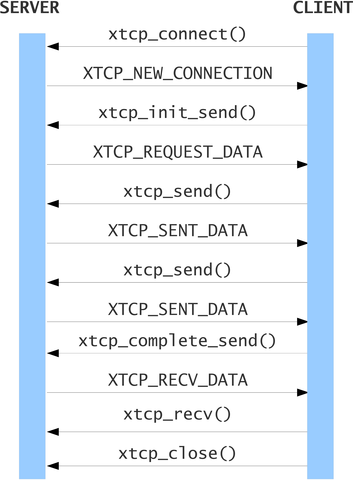 SERVER CLIENT
xtcp_connect()
XTCP_NEW_CONNECTION
xtcp_init_send()
XTCP_REQUEST_DATA
xtcp_send()
XTCP_SENT_DATA
xtcp_send()
XTCP_SENT_DATA
xtcp_complete_send()
XTCP_RECV_DATA
xtcp_recv()
xtcp_close()